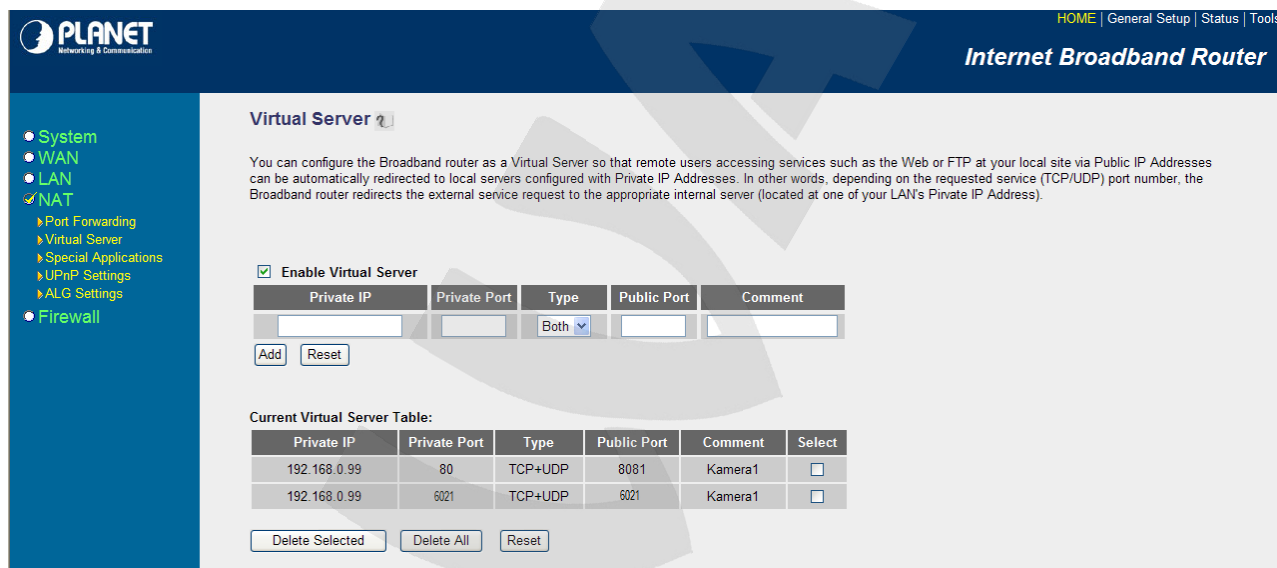 PLANET
Networking & Communication
HOME | General Setup | Status | Tools
Internet Broadband Router
System
WAN
LAN
NAT
Port Forwarding
Virtual Server
Special Applications
UPnP Settings
ALG Settings
Firewall
Virtual Server
You can configure the Broadband router as a Virtual Server so that remote users accessing services such as the Web or FTP at your local site via Public IP Addresses
can be automatically redirected to local servers configured with Private IP Addresses. In other words, depending on the requested service (TCP/UDP) port number, the
Broadband router redirects the external service request to the appropriate internal server (located at one of your LAN's Pivate IP Address).
Enable Virtual Server
Private IP Private Port Type Public Port Comment
Both
Add Reset
Current Virtual Server Table:
Private IP Private Port Type Public Port Comment Select
192.168.0.99 80 TCP+UDP 8081 Kamera1
192.168.0.99 6021 TCP+UDP 6021 Kamera1
Delete Selected Delete All Reset